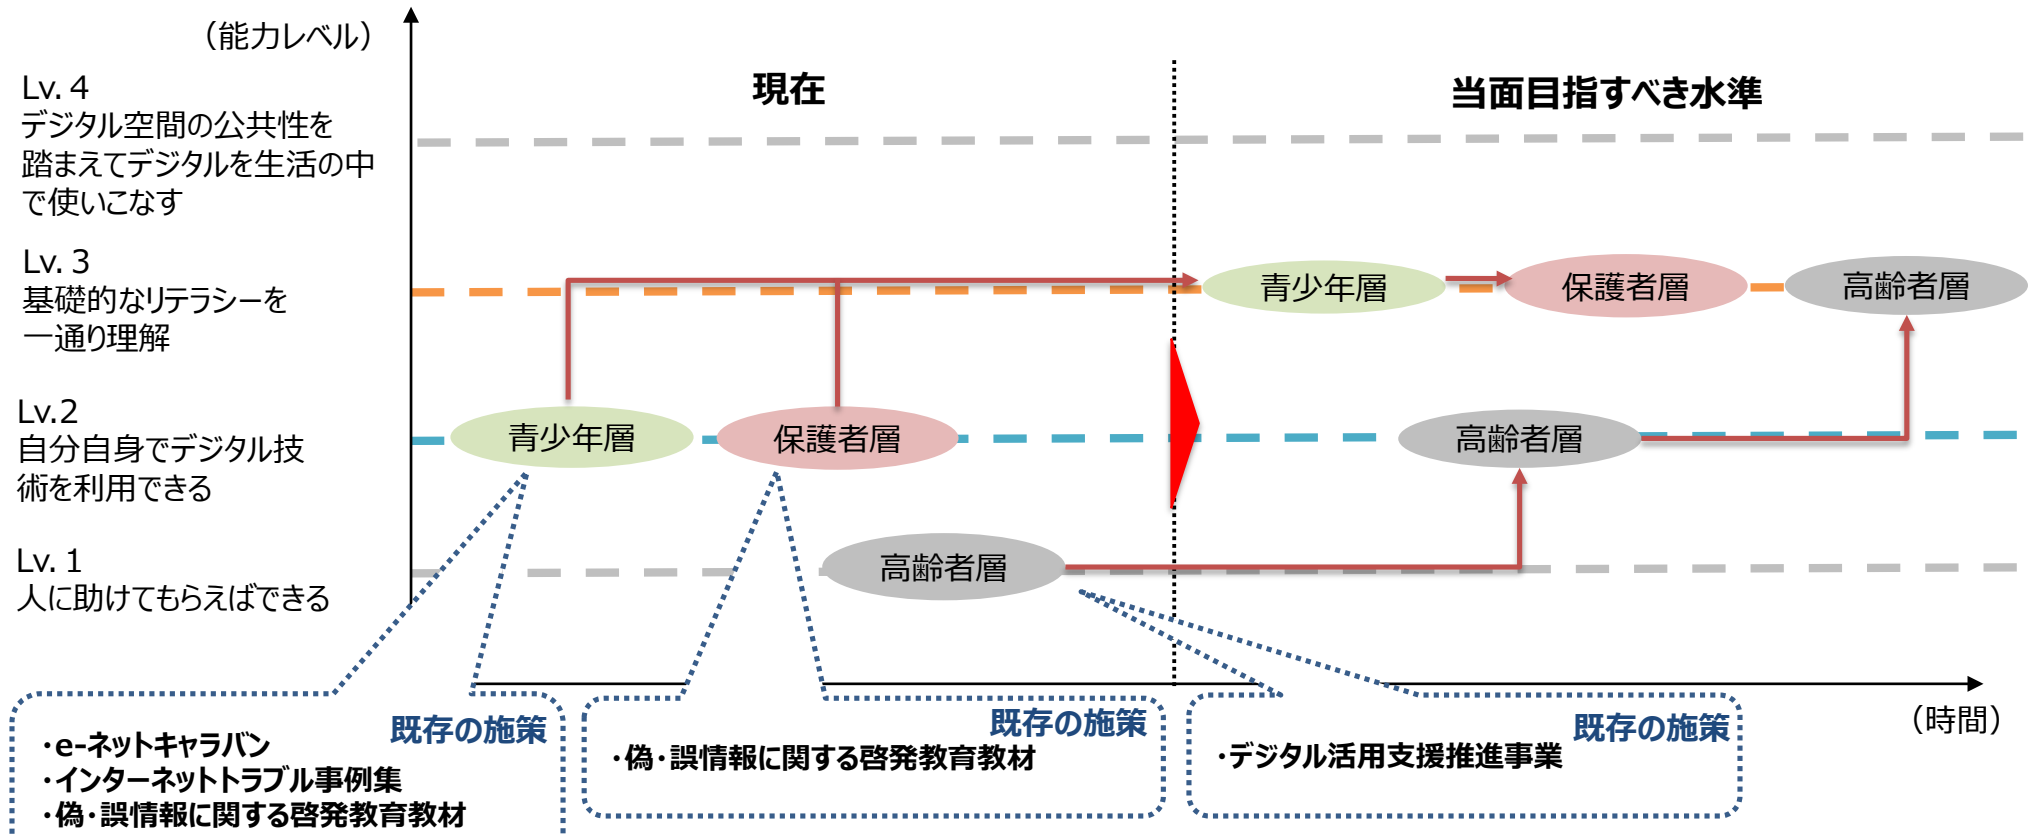 （能力レベル）
現在
当面目指すべき水準
Lv. 4
デジタル空間の公共性を
踏まえてデジタルを生活の中
で使いこなす
Lv. 3
基礎的なリテラシーを
一通り理解
青少年層
保護者層
高齢者層
Lv.2
自分自身でデジタル技
術を利用できる
青少年層
保護者層
高齢者層
Lv. 1
人に助けてもらえばできる
高齢者層
（時間）
既存の施策
・e-ネットキャラバン
・インターネットトラブル事例集
・偽・誤情報に関する啓発教育教材
既存の施策
・偽・誤情報に関する啓発教育教材
既存の施策
・デジタル活用支援推進事業